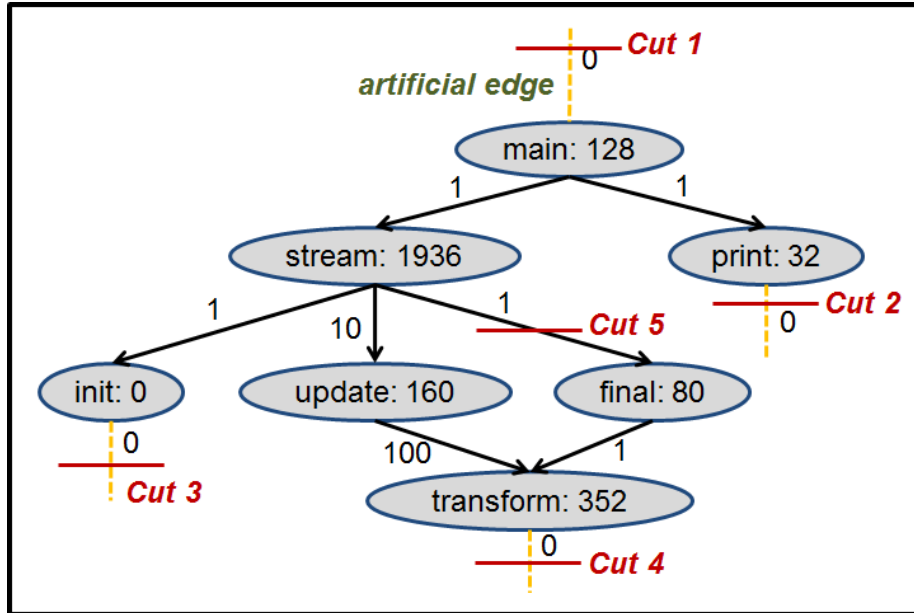 Cut 1
0
artificial edge
main: 128
1
1
stream: 1936
print: 32
1
10
1
Cut 5
Cut 2
0
init: 0
update: 160
final: 80
0
100
1
Cut 3
transform: 352
0
Cut 4